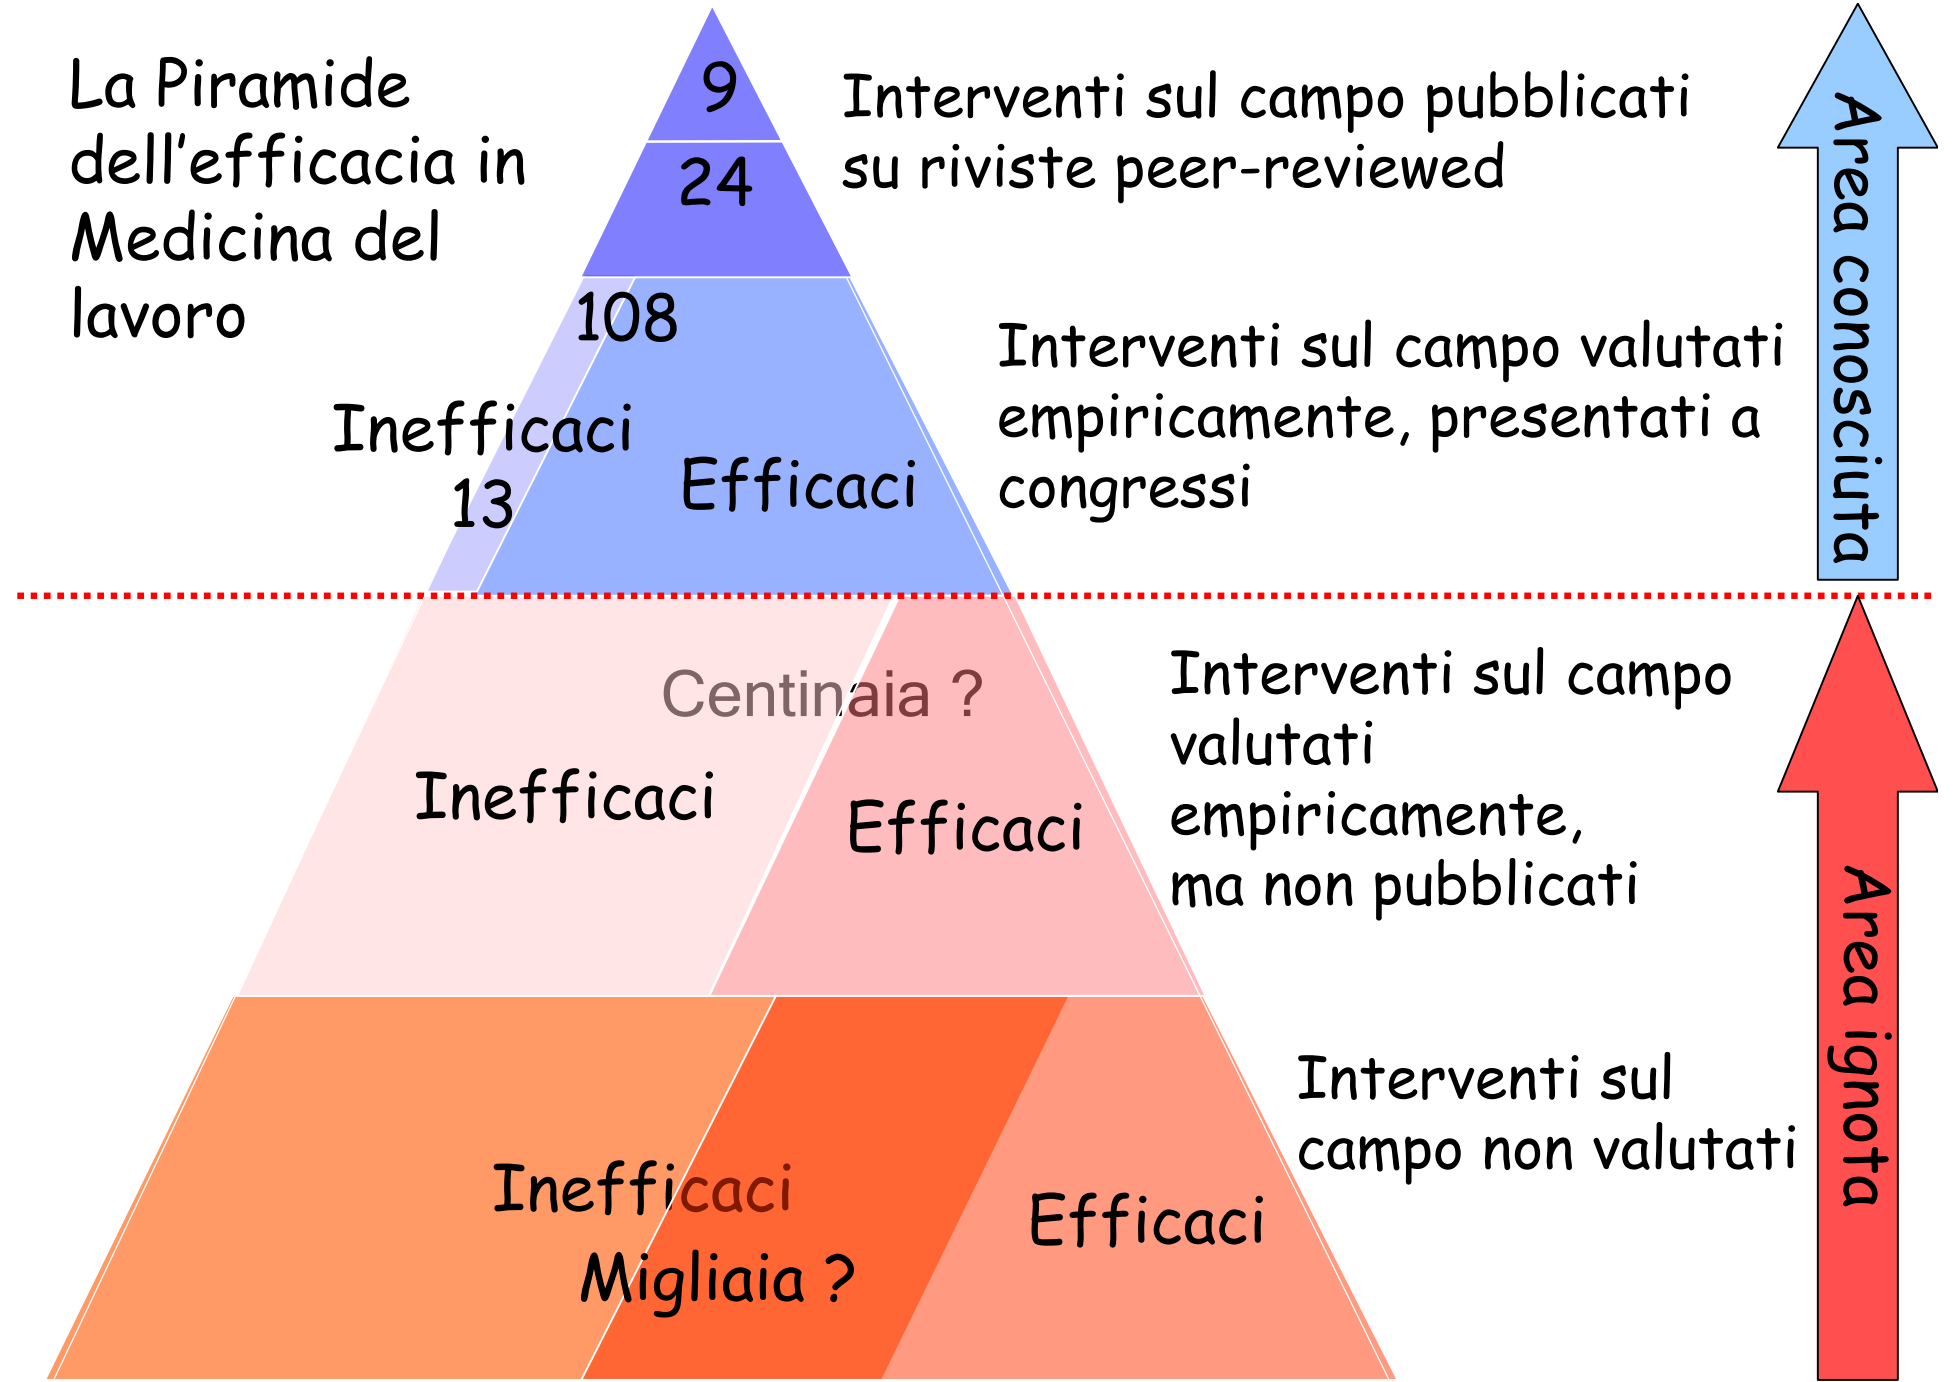 La Piramide
dell'efficacia in
Medicina del
lavoro
9
24
Interventi sul campo pubblicati
su riviste peer-reviewed
108
Inefficaci
13
Efficaci
Interventi sul campo valutati
empiricamente, presentati a
congressi
Area conosciuta
Centinaia ?
Inefficaci
Efficaci
Interventi sul campo
valutati
empiricamente,
ma non pubblicati
Inefficaci
Migliaia ?
Efficaci
Interventi sul
campo non valutati
Area ignota